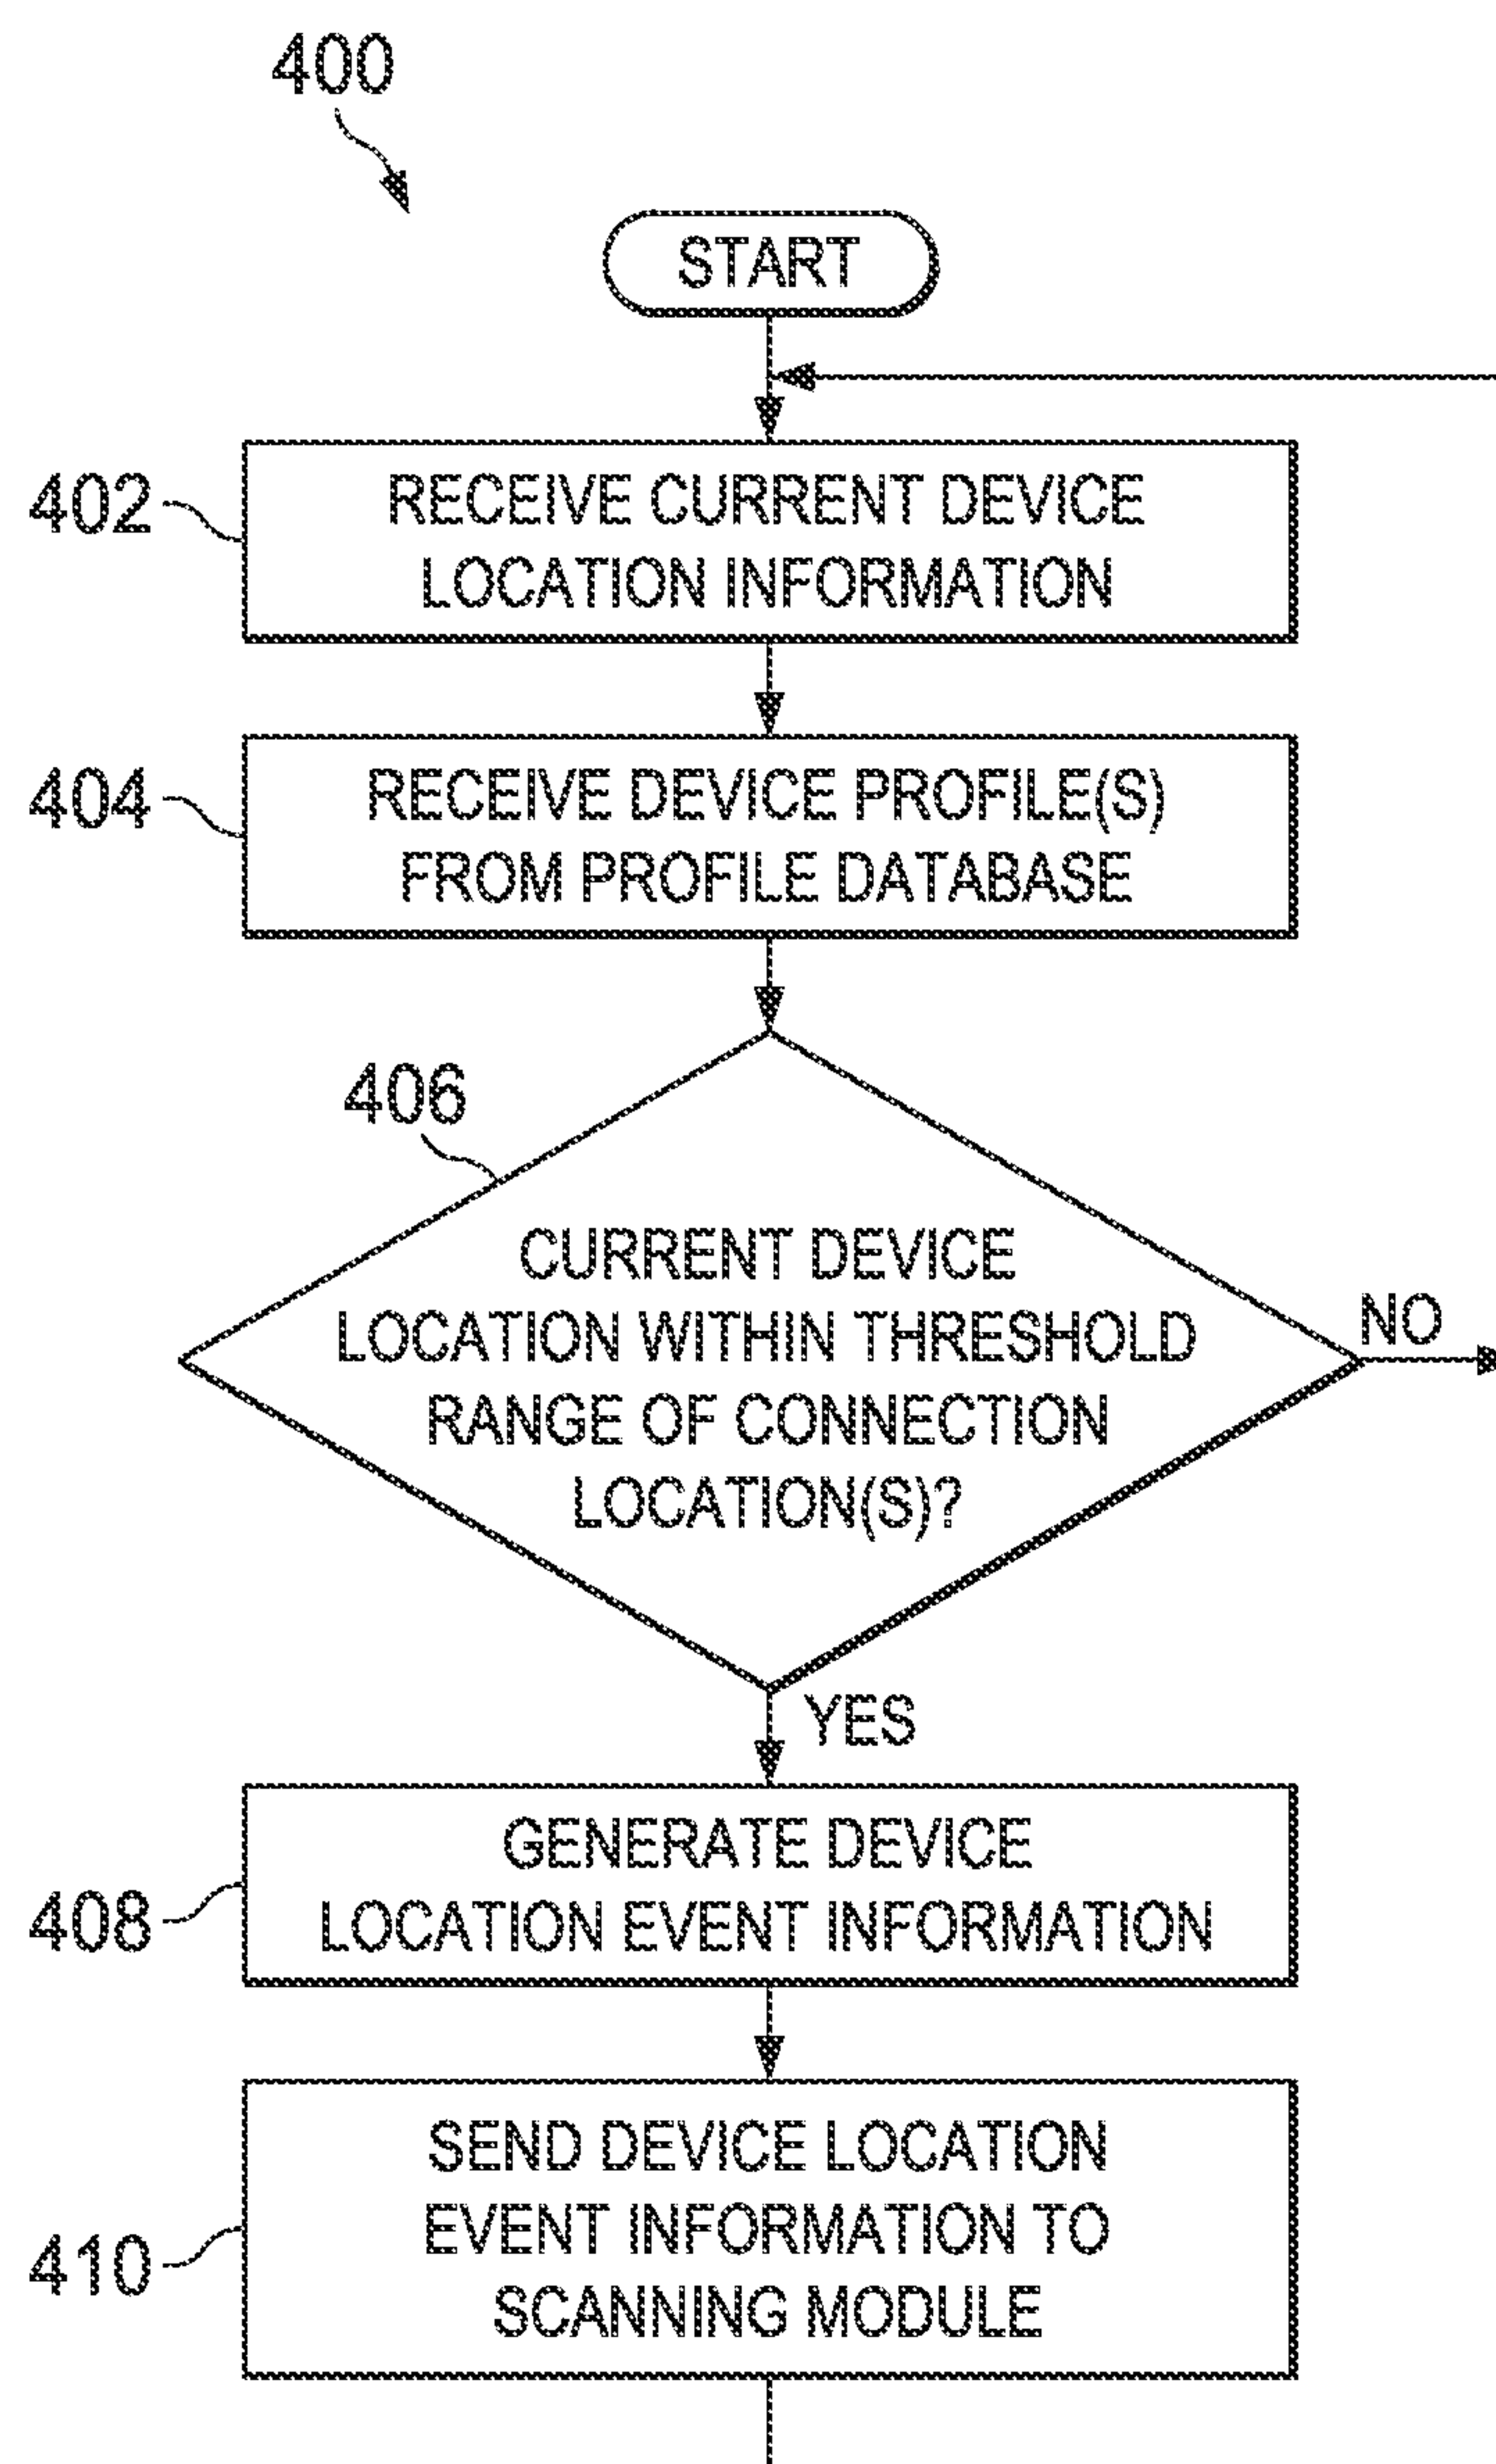 400
START
402
RECEIVE CURRENT DEVICE
LOCATION INFORMATION
404
RECEIVE DEVICE PROFILE(S)
FROM PROFILE DATABASE
406
CURRENT DEVICE
LOCATION WITHIN THRESHOLD
RANGE OF CONNECTION
LOCATION(S)?
NO
YES
408
GENERATE DEVICE
LOCATION EVENT INFORMATION
410
SEND DEVICE LOCATION
EVENT INFORMATION TO
SCANNING MODULE